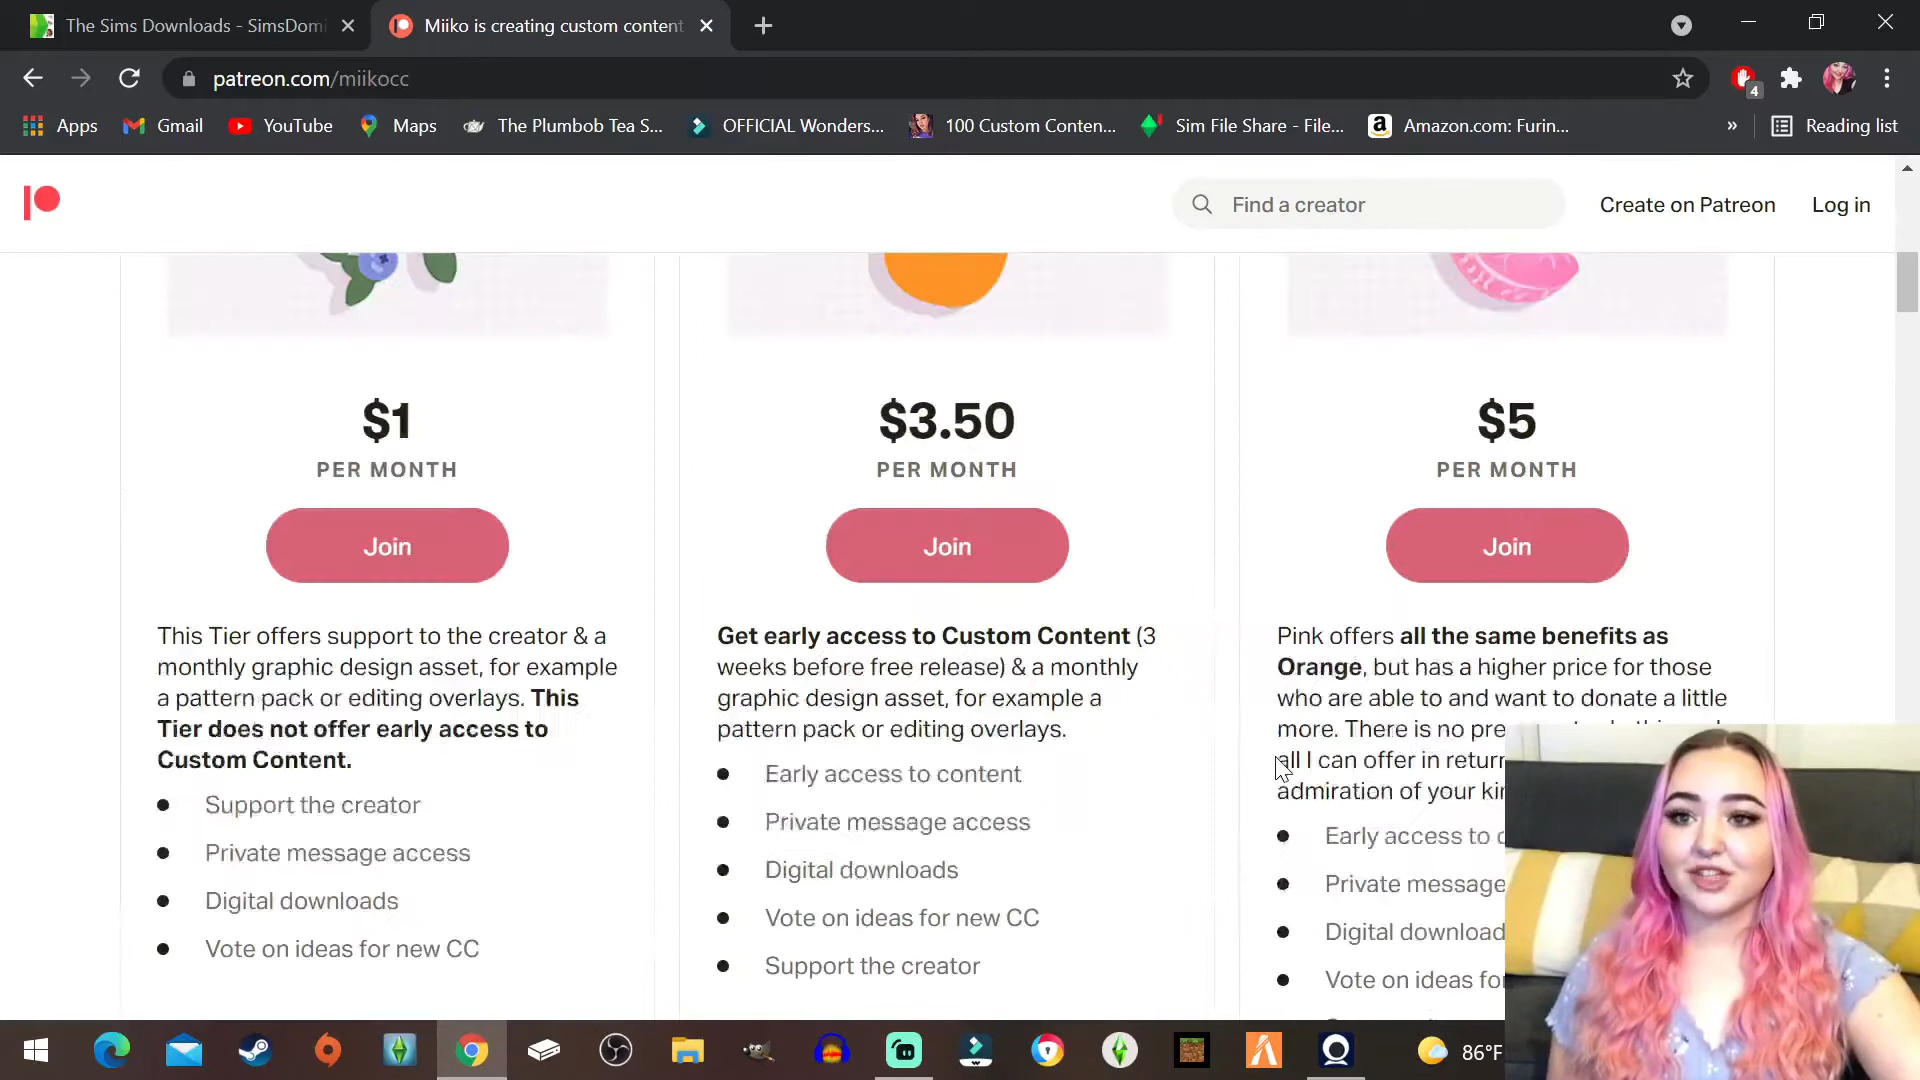 The Sims Downloads - SimsDom
Miiko is creating custom content
patreon.com/miikocc
4
Apps
Gmail
YouTube
Maps
The Plumbob Tea S...
OFFICIAL Wonders...
100 Custom Conten...
Sim File Share - File...
Amazon.com: Furin...
»
Reading list
Find a creator
Create on Patreon
Log in
$1
PER MONTH
Join
This Tier offers support to the creator & a
monthly graphic design asset, for example
a pattern pack or editing overlays. This
Tier does not offer early access to
Custom Content.
Support the creator
Private message access
Digital downloads
Vote on ideas for new CC
$3.50
PER MONTH
Join
Get early access to Custom Content (3
weeks before free release) & a monthly
graphic design asset, for example a
pattern pack or editing overlays.
Early access to content
Private message access
Digital downloads
Vote on ideas for new CC
Support the creator
$5
PER MONTH
Join
Pink offers all the same benefits as
Orange, but has a higher price for those
who are able to and want to donate a little
more. There is no
all I can offer in return
admiration of your
Early access to
Private message
Digital download
Vote on ideas
86°F